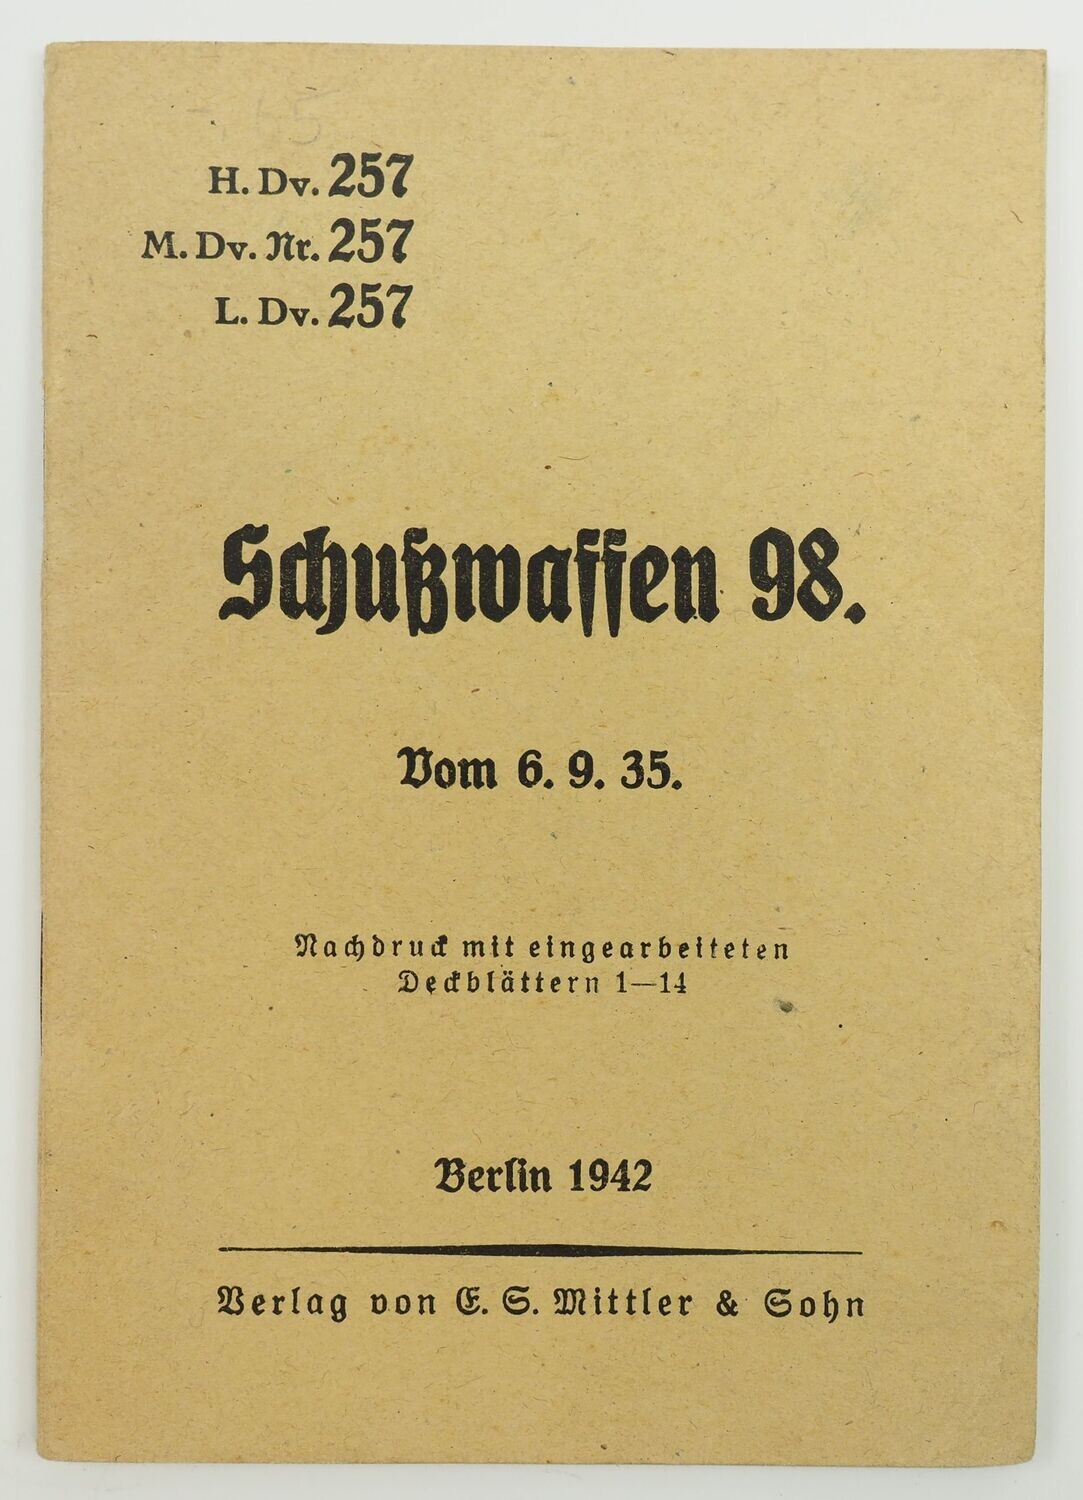 H. Dv. 257
M. Dv. Nr. 257
L. Dv. 257
Schußwaffen 98.
Vom 6. 9. 35.
Nachdruck mit eingearbeiteten
Deckblättern 1—14
Berlin 1942
Verlag von E. S. Mittler & Sohn